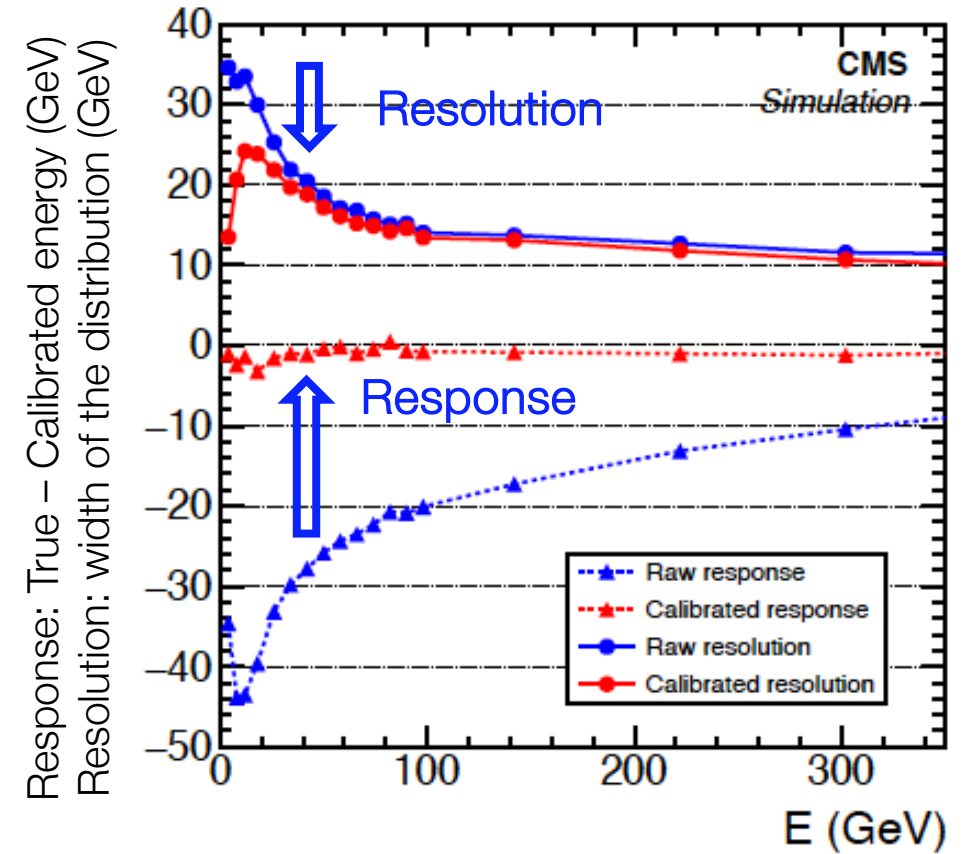 Response: True – Calibrated energy (GeV)
Resolution: width of the distribution (GeV)
40
30
20
10
0
−10
−20
−30
−40
−50
CMS
Simulation
Resolution
Response
Raw response
Calibrated response
Raw resolution
Calibrated resolution
0 100 200 300
E (GeV)